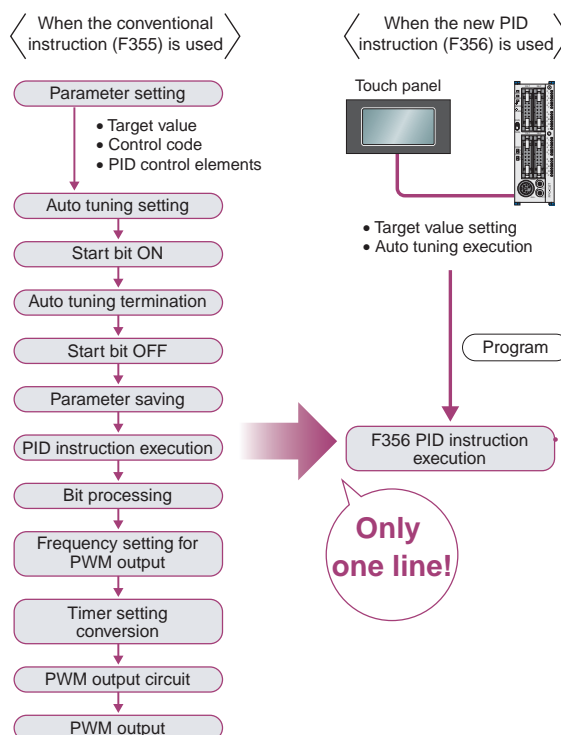 When the conventional
instruction (F355) is used
Parameter setting
• Target value
• Control code
• PID control elements
Auto tuning setting
Start bit ON
Auto tuning termination
Start bit OFF
Parameter saving
PID instruction execution
Bit processing
Frequency setting for
PWM output
Timer setting
conversion
PWM output circuit
PWM output
When the new PID
instruction (F356) is used
Touch panel
• Target value setting
• Auto tuning execution
Program
F356 PID instruction
execution
Only
one line!